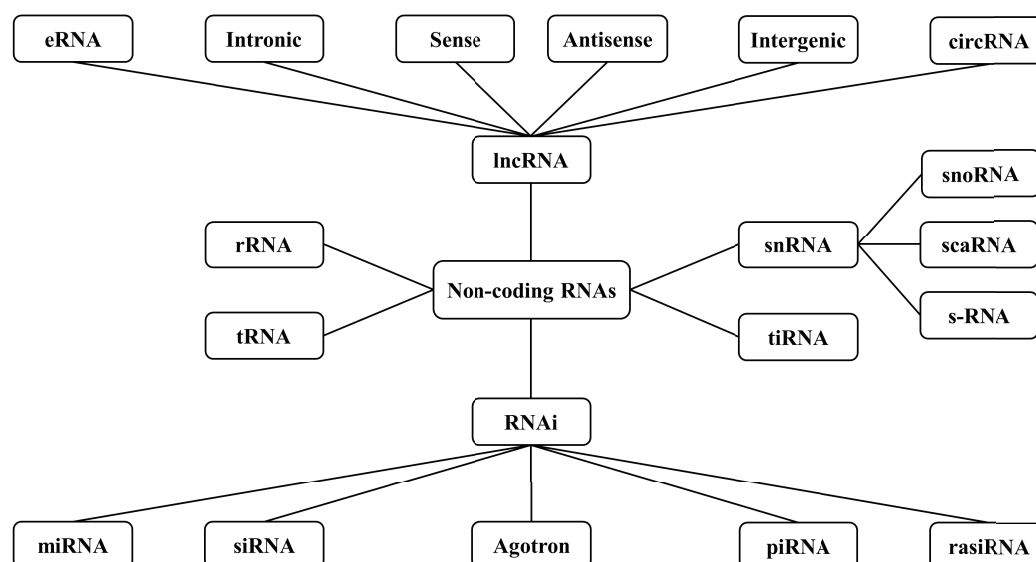 eRNA
Intronic
Sense
Antisense
Intergenic
circRNA
lncRNA
snoRNA
rRNA
snRNA
scaRNA
Non-coding RNAs
tRNA
tiRNA
s-RNA
RNAi
miRNA
siRNA
Agotron
piRNA
rasiRNA